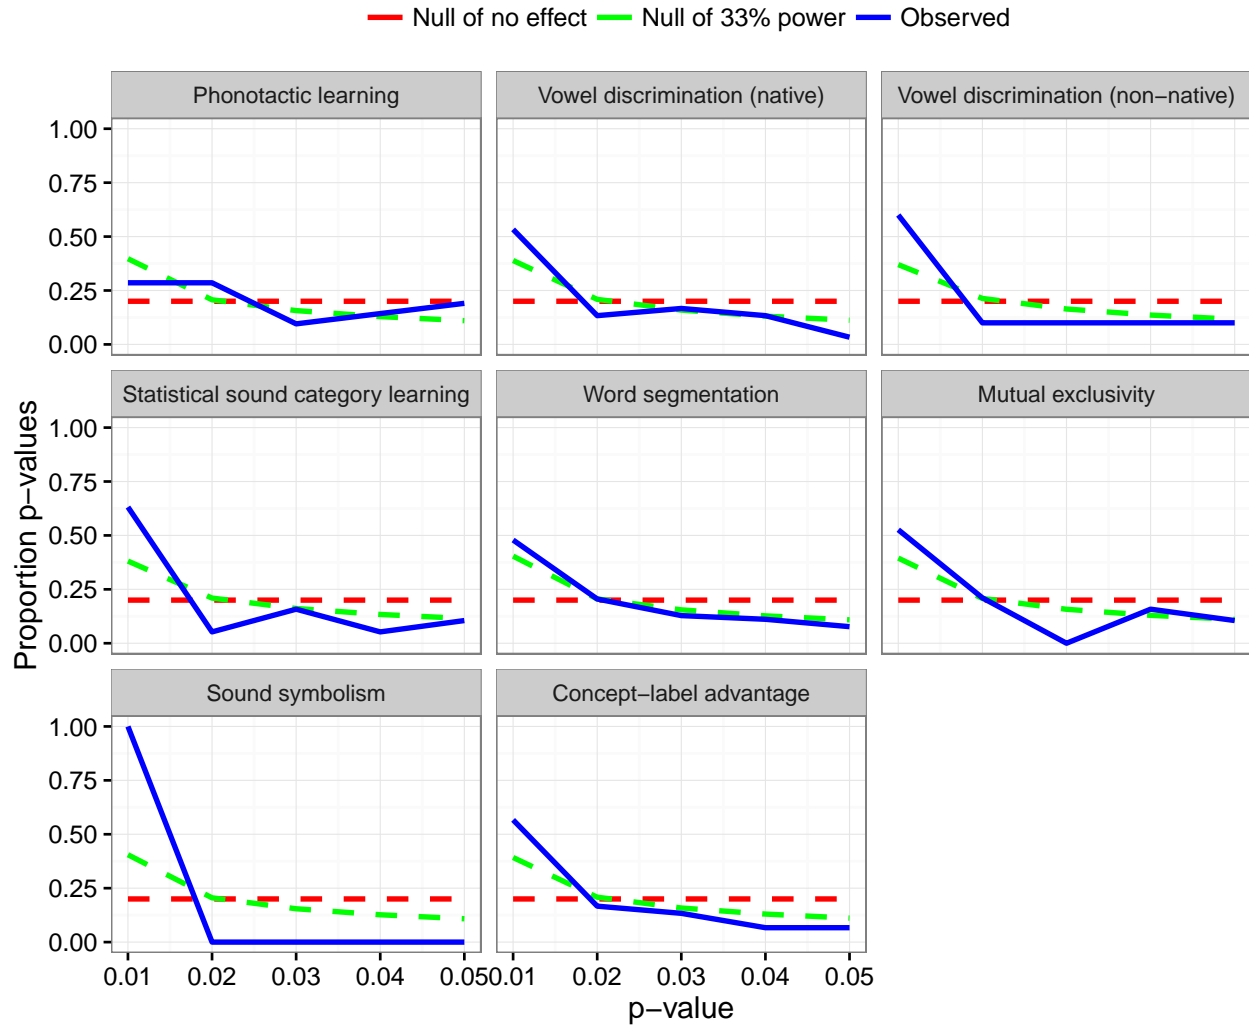 Null of no effect Null of 33% power Observed
Phonotactic learning Vowel discrimination (native) Vowel discrimination (non−native)
1.00
0.75
0.50
0.25
0.00
Statistical sound category learning Word segmentation Mutual exclusivity
1.00
0.75
0.50
0.25
0.00
Sound symbolism Concept−label advantage
1.00
0.75
0.50
0.25
0.00
0.01 0.02 0.03 0.04 0.05 0.01 0.02 0.03 0.04 0.05
p−value
Proportion p−values